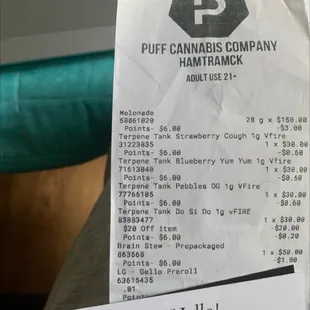 P
PUFF CANNABIS COMPANY
HAMTRAMCK
ADULT USE 21+
Melonade
58861020 28 g x $150.00
Points- $6.00 -$3.00
Terpene Tank Strawberry Cough 1g Vfire
31223835 1 x $30.00
Points- $6.00 -$0.60
Terpene Tank Blueberry Yum Yum 1g Vfire
71613040 1 x $30.00
Points- $6.00 -$0.60
Terpene Tank Pebbles OG 1g vFire
77766105 1 x $30.00
Points- $6.00 -$0.60
Terpene Tank Do Si Do 1g vFIRE
83883477 1 x $30.00
$20 Off item -$20.00
Points- $6.00 -$0.20
Brain Stew - Prepackaged
863568 1 x $50.00
Points- $6.00 -$1.00
LG - Gello Preroll
63615435
.01